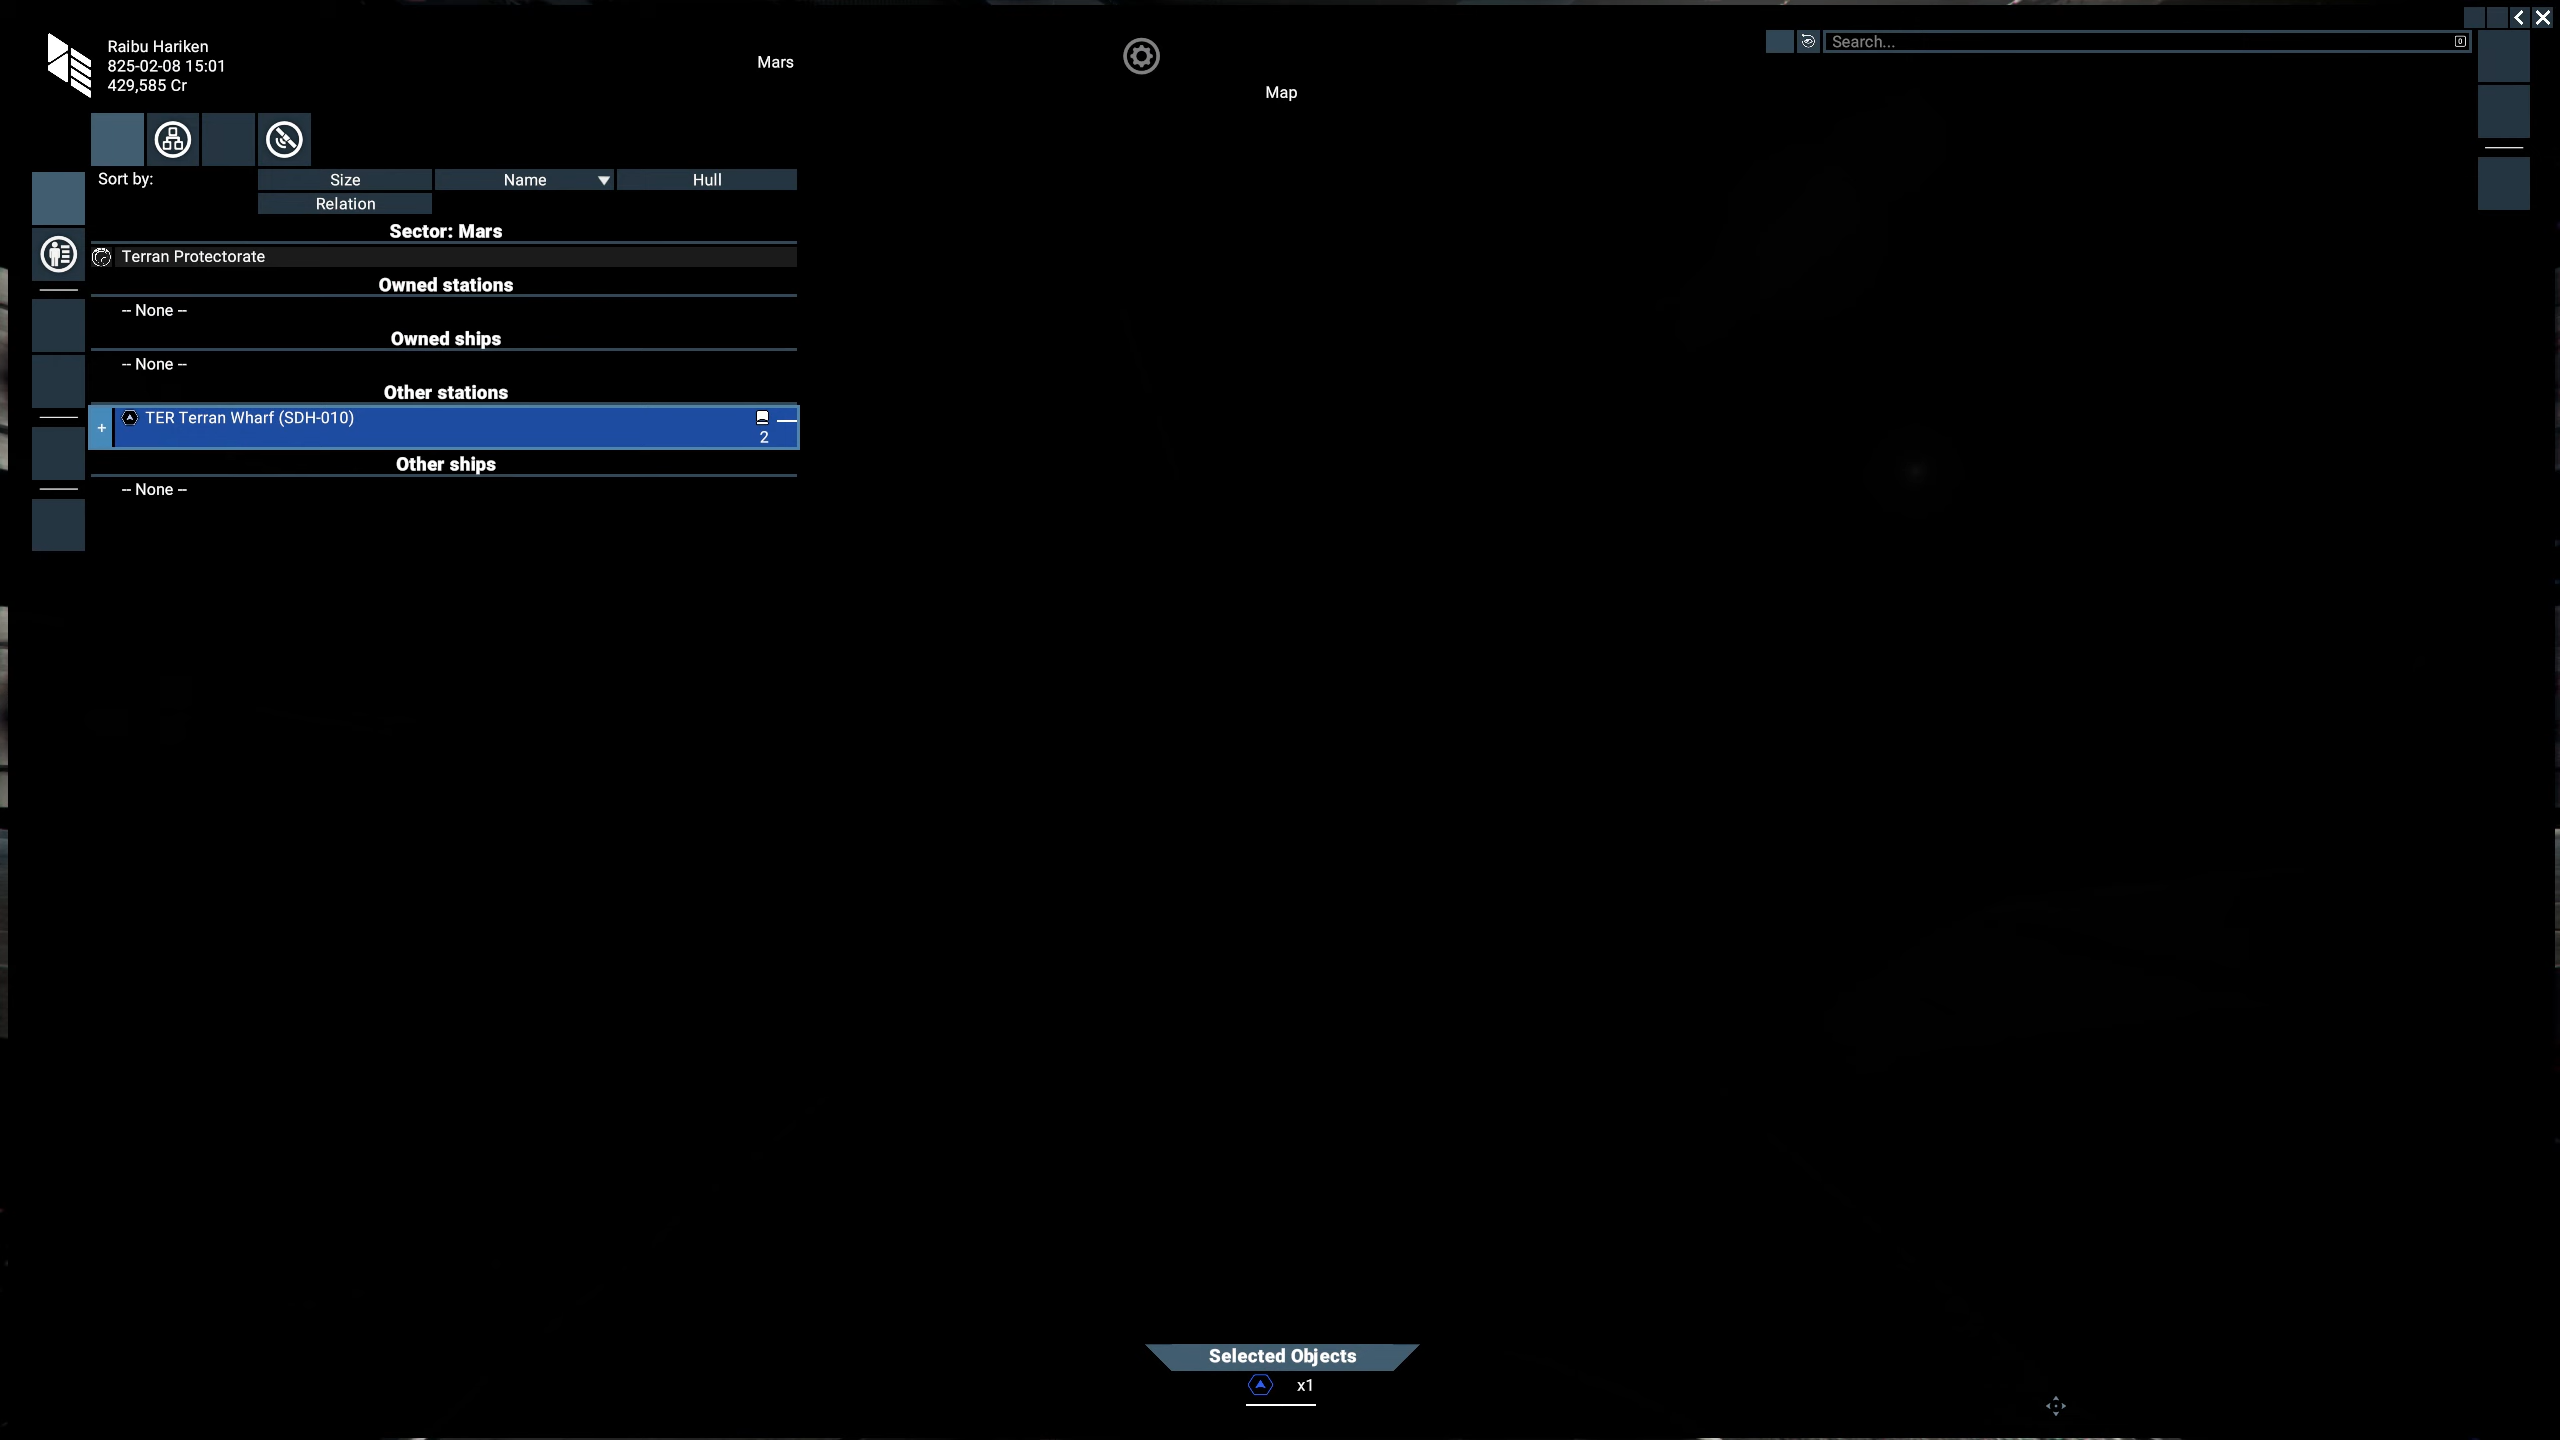 Raibu Hariken
825-02-08 15:01
429,585 Cr
Mars
Map
Search...
0
Sort by:
Size
Name
Hull
Relation
Sector: Mars
Terran Protectorate
Owned stations
-- None --
Owned ships
-- None --
Other stations
+ TER Terran Wharf (SDH-010)
2
Other ships
-- None --
Selected Objects
x1